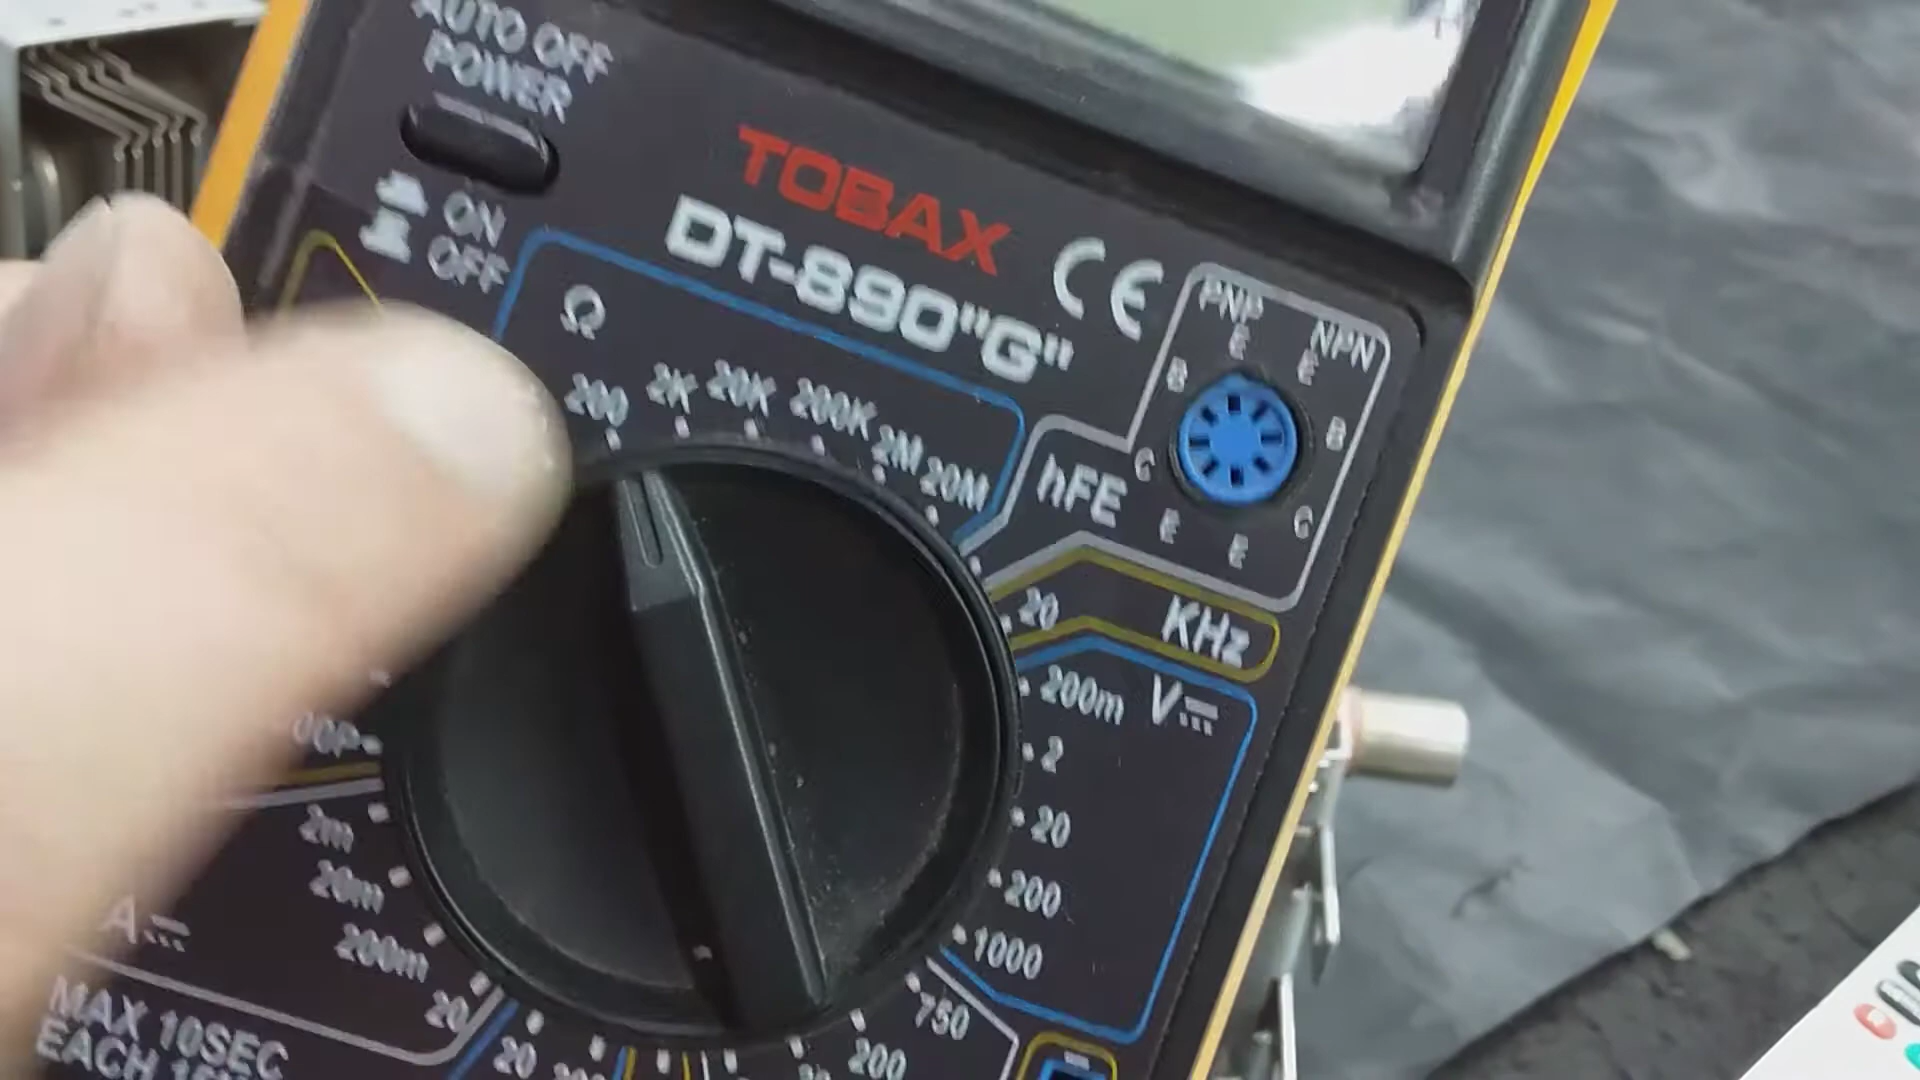 AUTO OFF
POWER
ON
OFF
TOBAX
DT-890"G"
CE
Ω
200 2K 20K 200K 2M 20M
hFE
PNP
NPN
E
E
B
B
C
C
E
E
20 KHz
200m V
2
20
200
1000
750
200
20
2m
20m
200m
20
A
MAX 10SEC
EACH